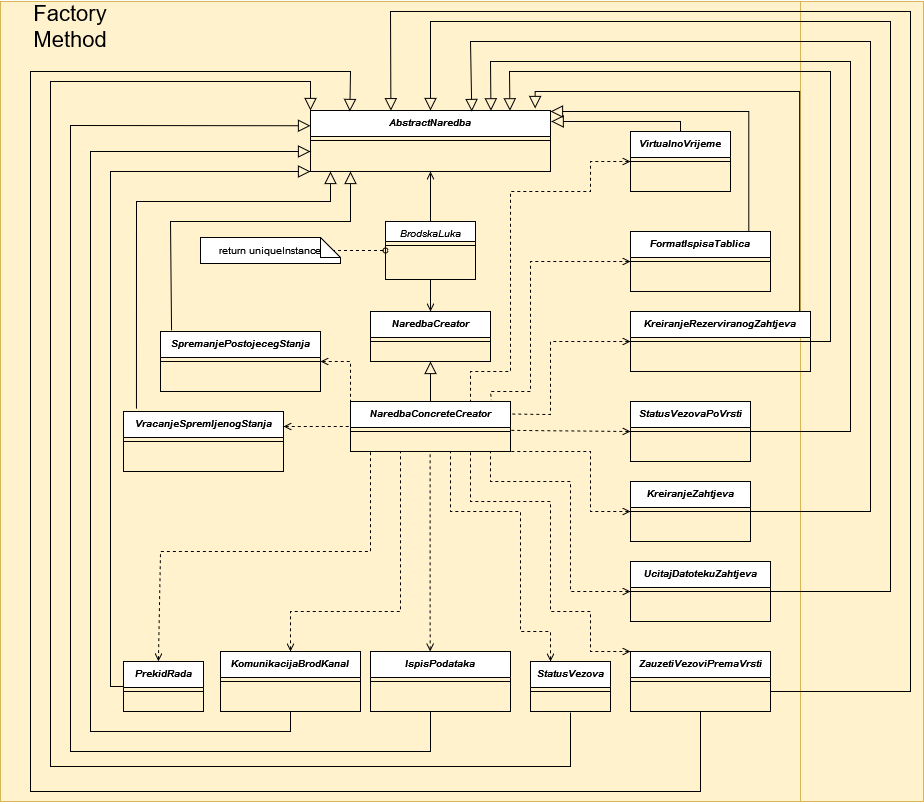 Factory
Method
AbstractNaredba
VirtualnoVrijeme
BrodskaLuka
return uniqueInstance
FormatIspisaTablica
NaredbaCreator
KreiranjeRezerviranogZahtjeva
SpremanjePostojecegStanja
NaredbaConcreteCreator
StatusVezovaPoVrsti
VracanjeSpremljenogStanja
KreiranjeZahtjeva
UcitajDatotekuZahtjeva
PrekidRada
KomunikacijaBrodKanal
IspisPodataka
StatusVezova
ZauzetiVezoviPremaVrsti